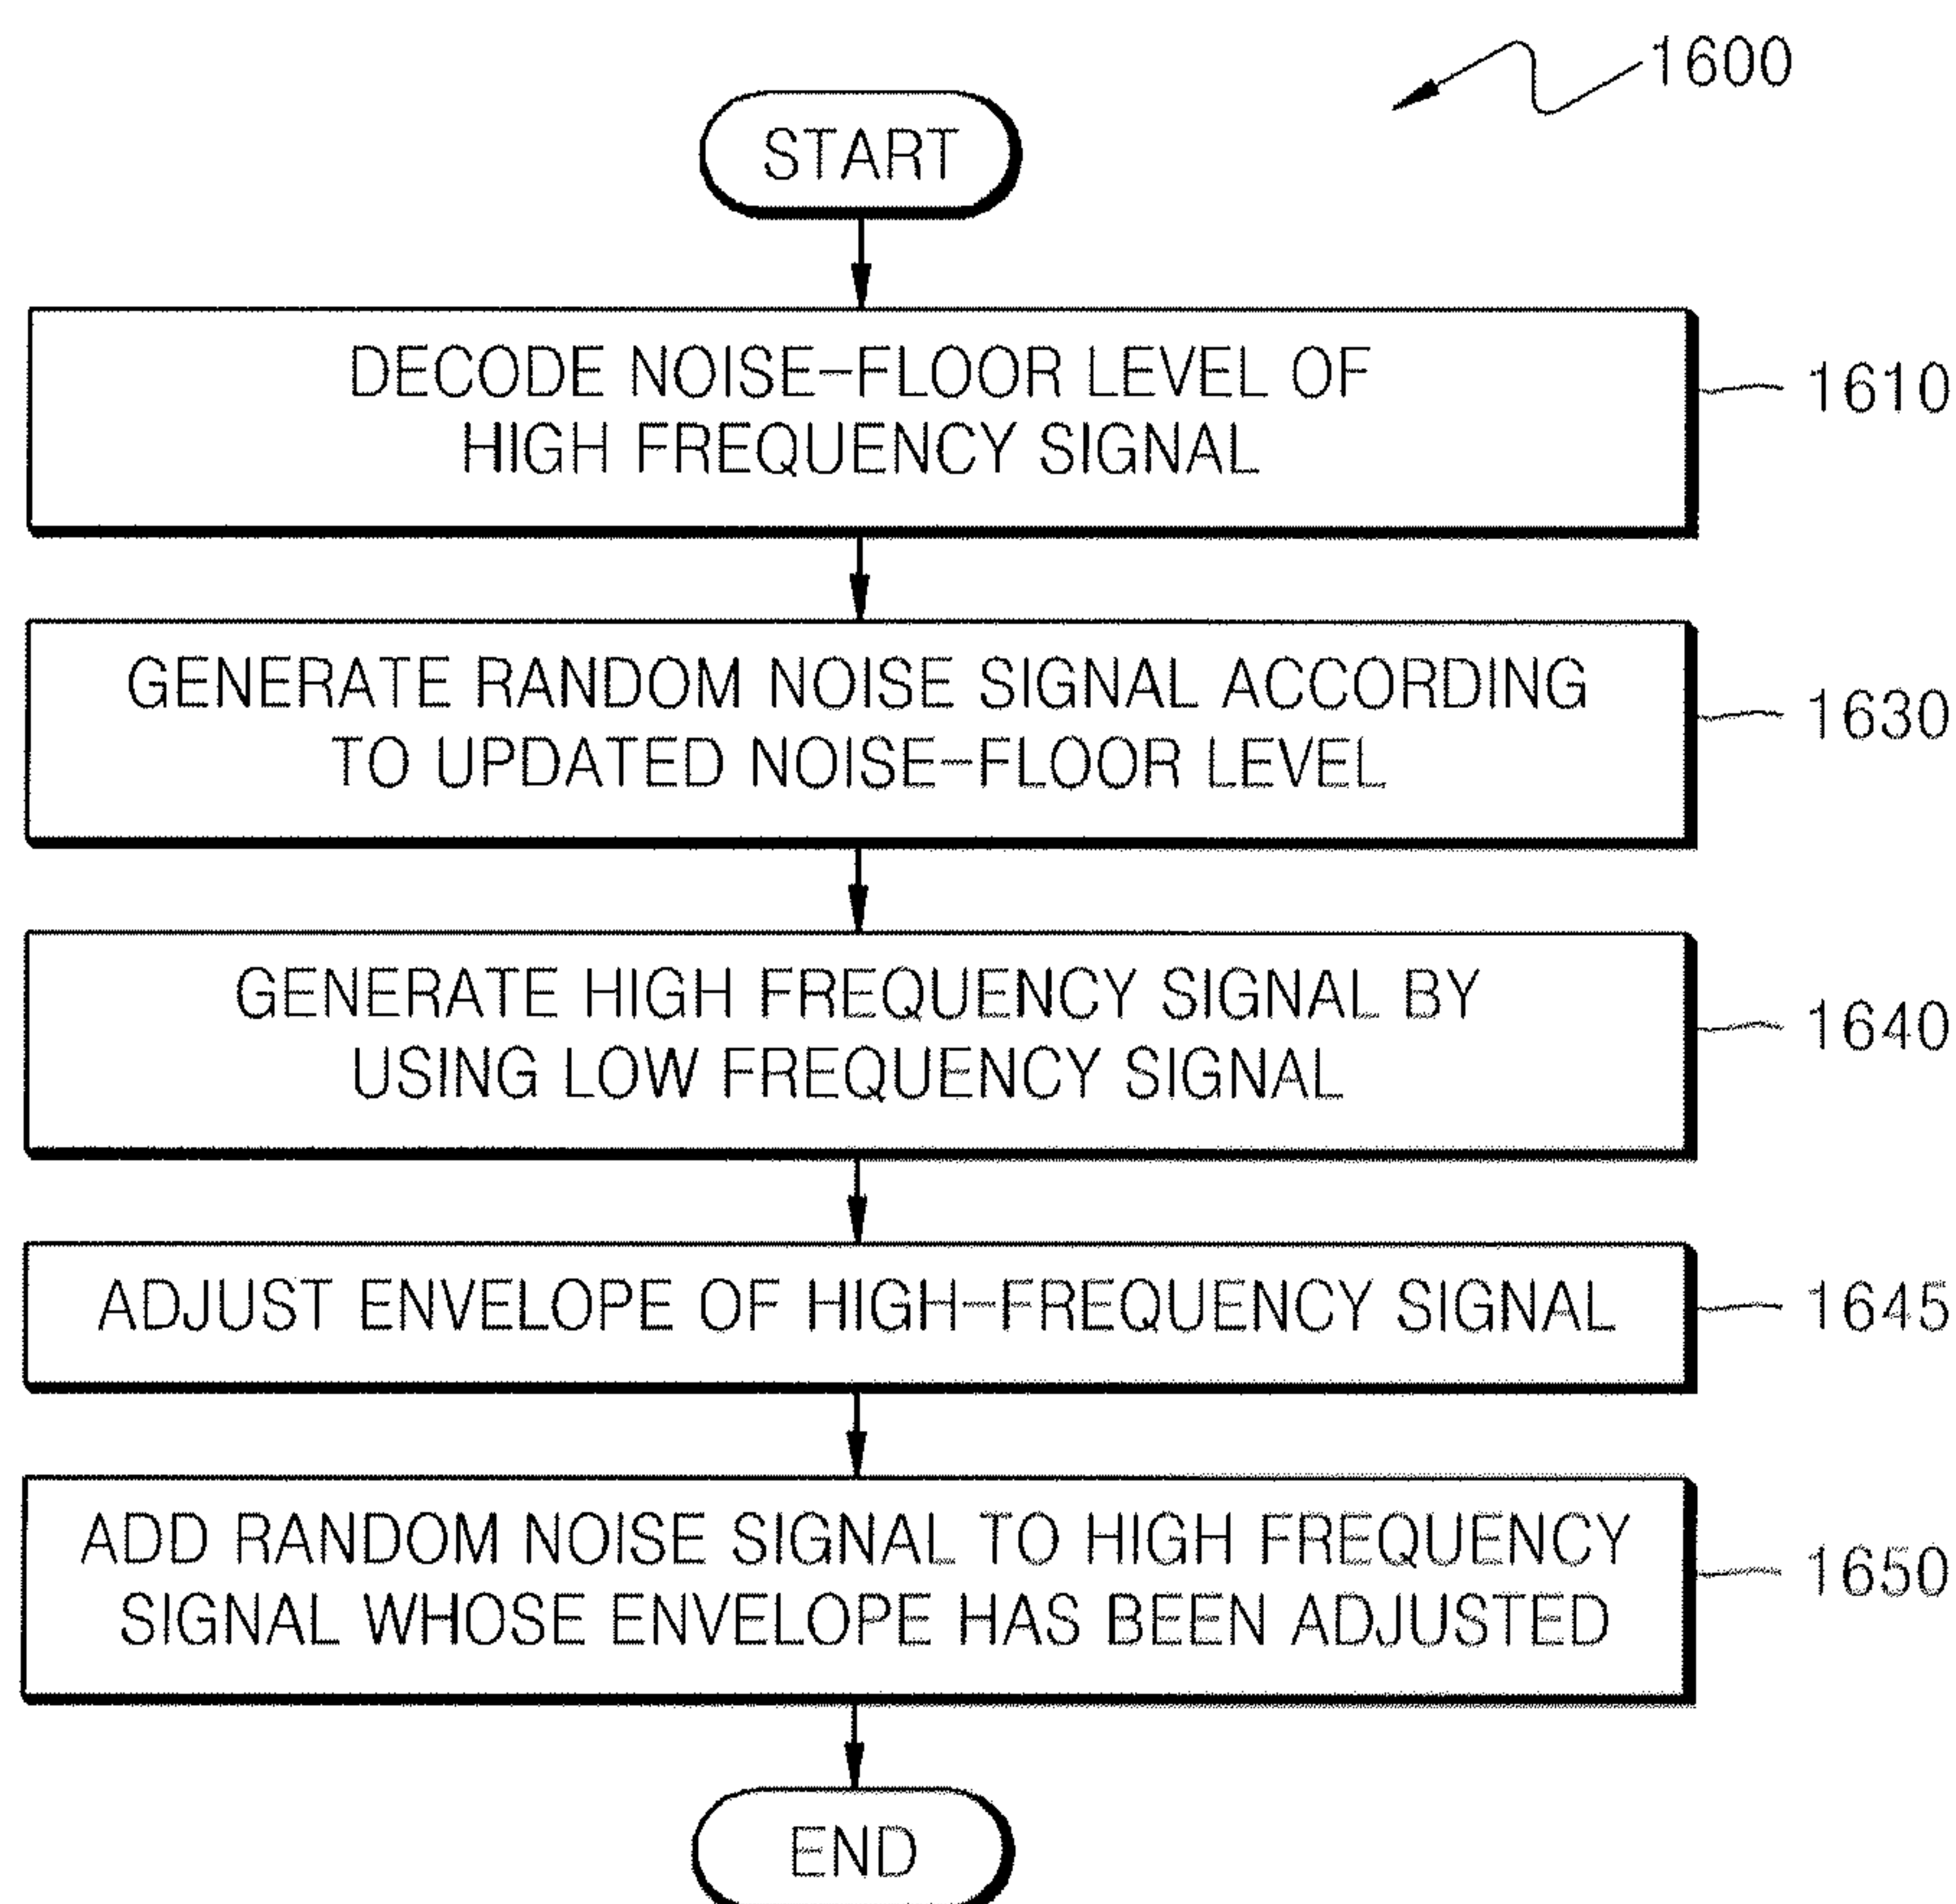 1600
START
DECODE NOISE-FLOOR LEVEL OF
HIGH FREQUENCY SIGNAL
1610
GENERATE RANDOM NOISE SIGNAL ACCORDING
TO UPDATED NOISE-FLOOR LEVEL
1630
GENERATE HIGH FREQUENCY SIGNAL BY
USING LOW FREQUENCY SIGNAL
1640
ADJUST ENVELOPE OF HIGH-FREQUENCY SIGNAL
1645
ADD RANDOM NOISE SIGNAL TO HIGH FREQUENCY
SIGNAL WHOSE ENVELOPE HAS BEEN ADJUSTED
1650
END